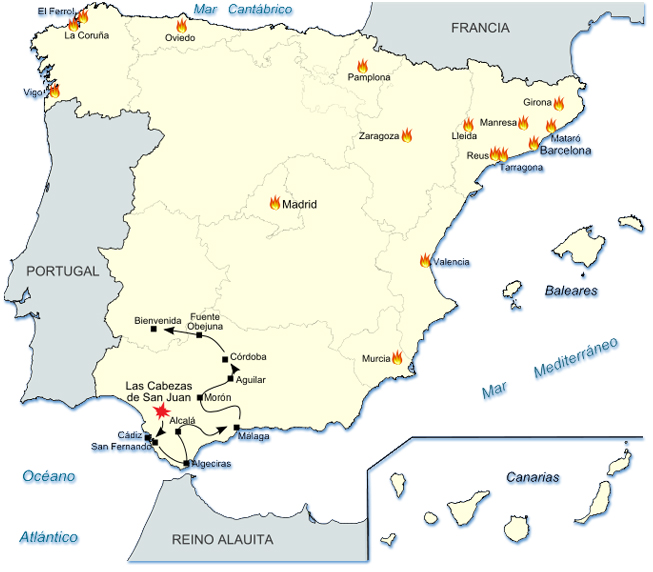 Mar Cantábrico
El Ferrol
La Coruña
Oviedo
FRANCIA
Pamplona
Vigo
Girona
Manresa
Zaragoza
Lleida
Mataró
Barcelona
Reus
Tarragona
Madrid
PORTUGAL
Valencia
Baleares
Bienvenida
Fuente
Obejuna
Córdoba
Murcia
Mar Mediterráneo
Aguilar
Las Cabezas
de San Juan
Morón
Alcalá
Cádiz
San Fernando
Málaga
Algeciras
Océano
Canarias
Atlántico
REINO ALAUITA